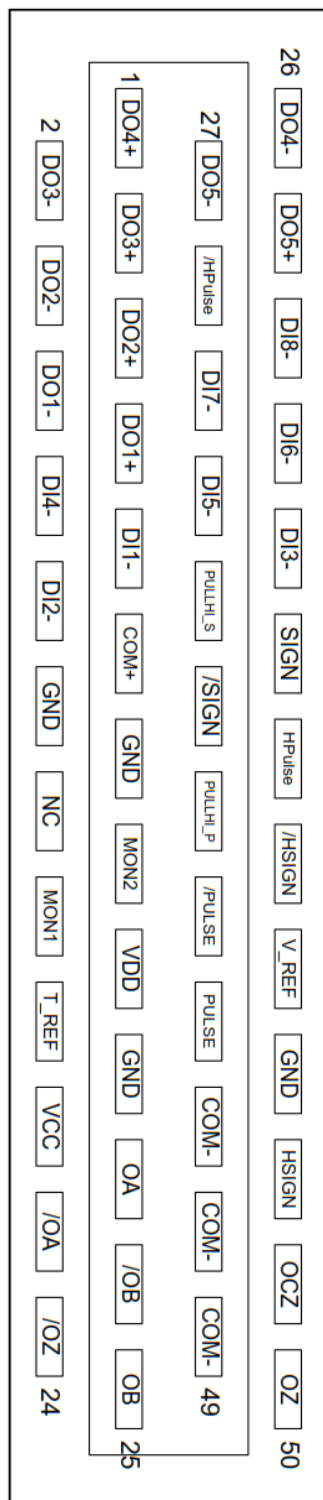 26 DO4- DO5+ DI8- DI6- DI3- SIGN HPulse /HSIGN V_REF GND HSIGN OCZ OZ 50
27 DO5- /HPulse DI7- DI5- PULLHI_S /SIGN PULLHI_P /PULSE PULSE COM- COM- COM- 49
1 DO4+ DO3+ DO2+ DO1+ DI1- COM+ GND MON2 VDD GND OA /OB OB 25
2 DO3- DO2- DO1- DI4- DI2- GND NC MON1 T_REF VCC /OA /OZ 24